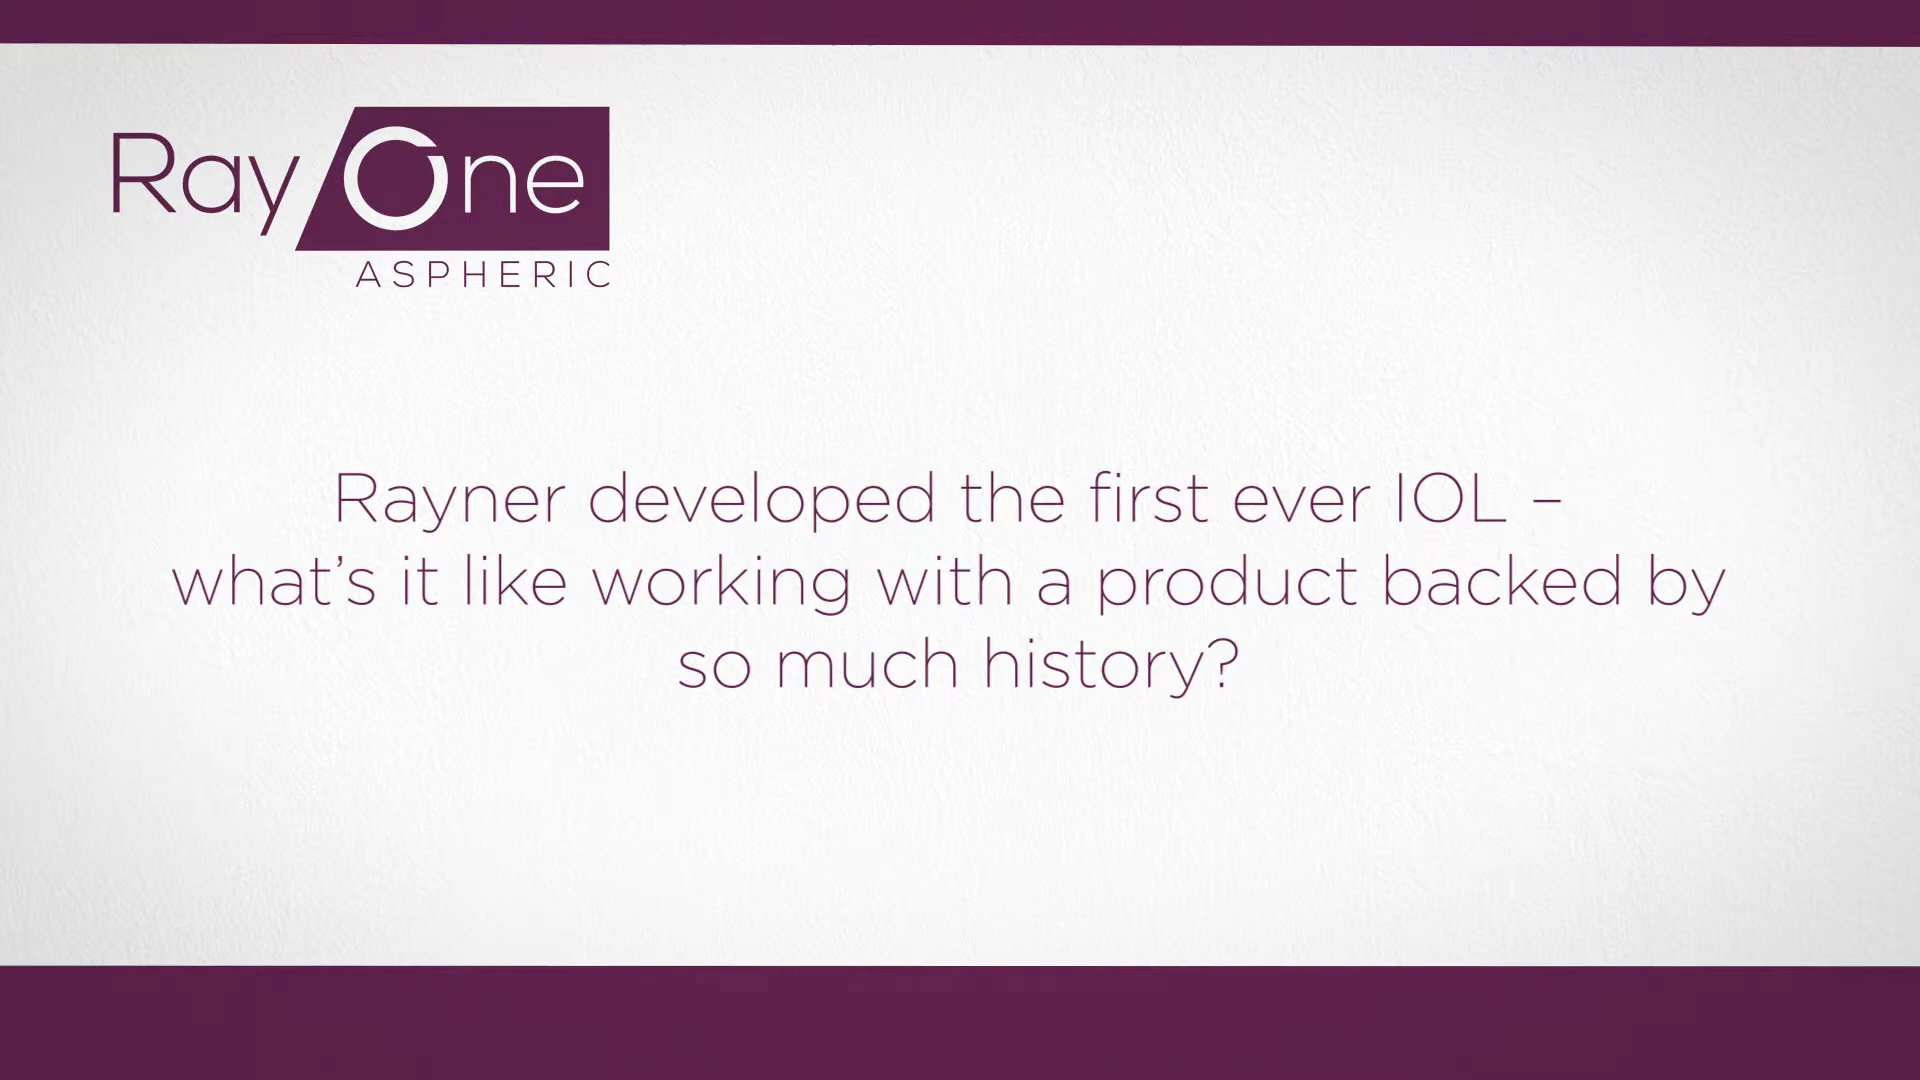 RayOne
ASPHERIC
Rayner developed the first ever IOL –
what’s it like working with a product backed by
so much history?